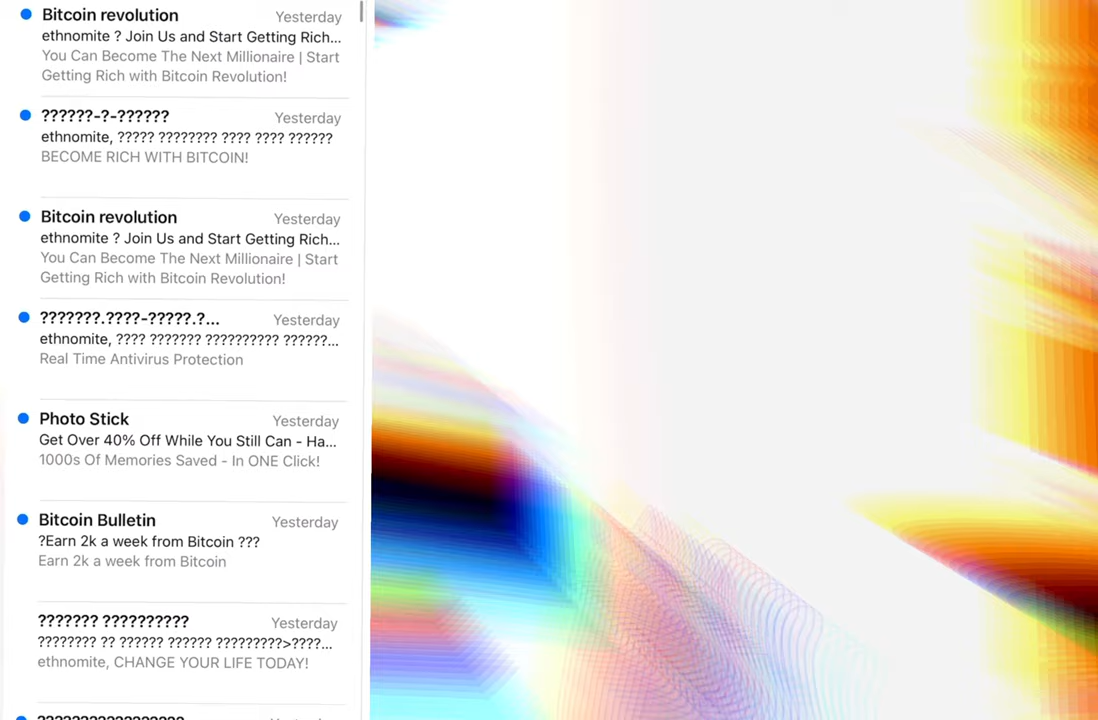 Bitcoin revolution
Yesterday
ethnomite ? Join Us and Start Getting Rich...
You Can Become The Next Millionaire | Start
Getting Rich with Bitcoin Revolution!
??????-?-??????
Yesterday
ethnomite, ????? ???????? ???? ???? ??????
BECOME RICH WITH BITCOIN!
Bitcoin revolution
Yesterday
ethnomite ? Join Us and Start Getting Rich...
You Can Become The Next Millionaire | Start
Getting Rich with Bitcoin Revolution!
???????.????-?????.?...
Yesterday
ethnomite, ???? ??????? ?????????? ??????...
Real Time Antivirus Protection
Photo Stick
Yesterday
Get Over 40% Off While You Still Can - Ha...
1000s Of Memories Saved - In ONE Click!
Bitcoin Bulletin
Yesterday
?Earn 2k a week from Bitcoin ???
Earn 2k a week from Bitcoin
??????? ??????????
Yesterday
???????? ?? ?????? ?????? ?????????>????...
ethnomite, CHANGE YOUR LIFE TODAY!
Yesterday